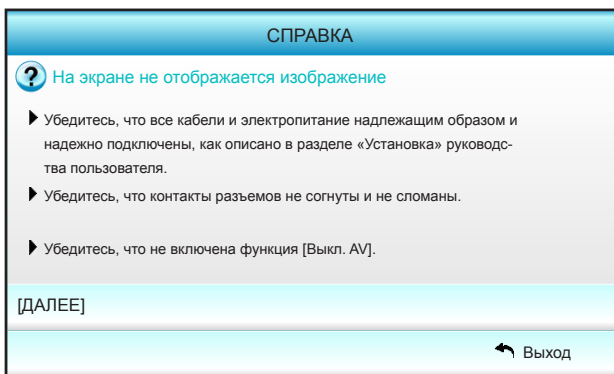 СПРАВКА
? На экране не отображается изображение
Убедитесь, что все кабели и электропитание надлежащим образом и
надежно подключены, как описано в разделе «Установка» руководс-
тва пользователя.
Убедитесь, что контакты разъемов не согнуты и не сломаны.
Убедитесь, что не включена функция [Выкл. AV].
[ДАЛЕЕ]
Выход